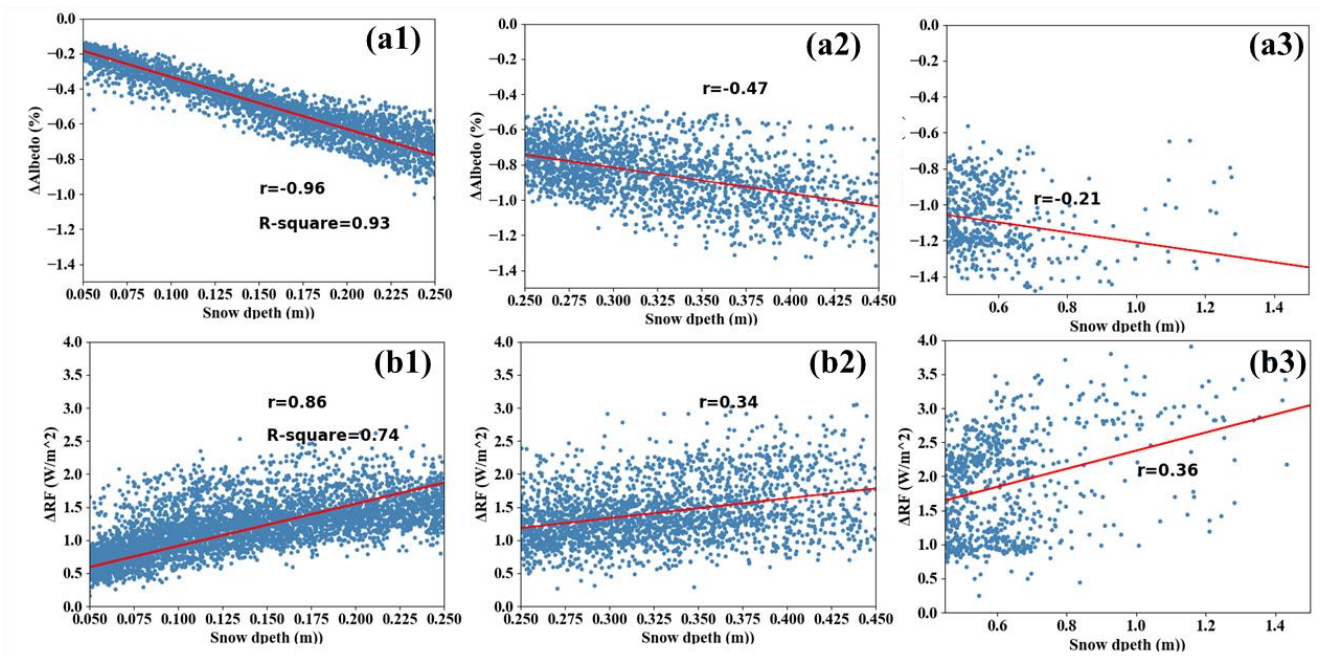 (a1)
0.0
−0.2
−0.4
−0.6
−0.8
−1.0
−1.2
−1.4
ΔAlbedo (%)
r=-0.96
R-square=0.93
0.050 0.075 0.100 0.125 0.150 0.175 0.200 0.225 0.250
Snow dpeth (m))
(a2)
0.0
−0.2
−0.4
−0.6
−0.8
−1.0
−1.2
−1.4
ΔAlbedo (%)
r=-0.47
0.250 0.275 0.300 0.325 0.350 0.375 0.400 0.425 0.450
Snow dpeth (m))
(a3)
0.0
−0.2
−0.4
−0.6
−0.8
−1.0
−1.2
−1.4
r=-0.21
0.6 0.8 1.0 1.2 1.4
Snow dpeth (m))
(b1)
4.0
3.5
3.0
2.5
2.0
1.5
1.0
0.5
0.0
ΔRF (W/m^2)
r=0.86
R-square=0.74
0.050 0.075 0.100 0.125 0.150 0.175 0.200 0.225 0.250
Snow dpeth (m))
(b2)
4.0
3.5
3.0
2.5
2.0
1.5
1.0
0.5
0.0
ΔRF (W/m^2)
r=0.34
0.250 0.275 0.300 0.325 0.350 0.375 0.400 0.425 0.450
Snow dpeth (m))
(b3)
4.0
3.5
3.0
2.5
2.0
1.5
1.0
0.5
0.0
ΔRF (W/m^2)
r=0.36
0.6 0.8 1.0 1.2 1.4
Snow dpeth (m))